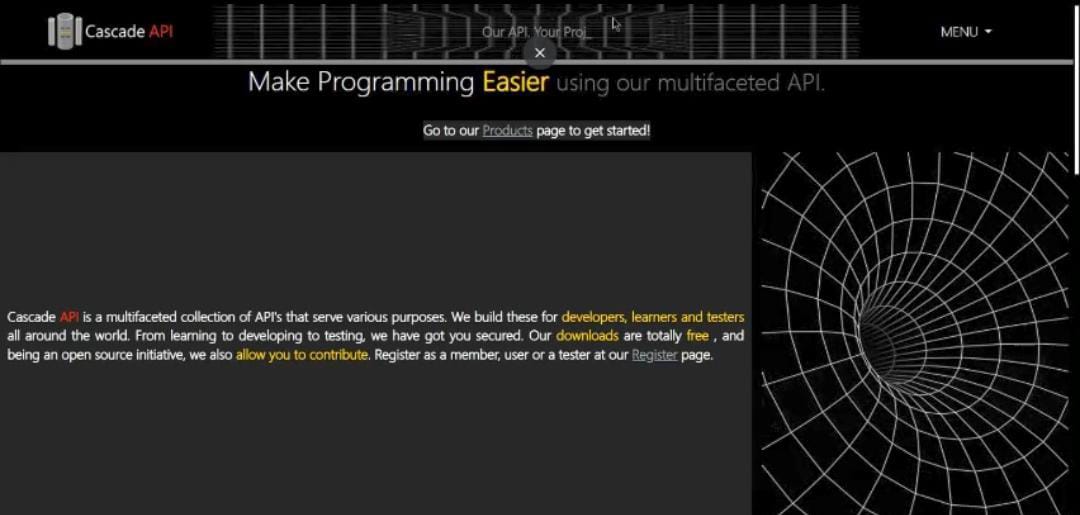 Cascade API
Our API. Your Proj_
MENU
Make Programming Easier using our multifaceted API.
Go to our Products page to get started!
Cascade API is a multifaceted collection of API's that serve various purposes. We build these for developers, learners and testers
all around the world. From learning to developing to testing, we have got you secured. Our downloads are totally free , and
being an open source initiative, we also allow you to contribute. Register as a member, user or a tester at our Register page.